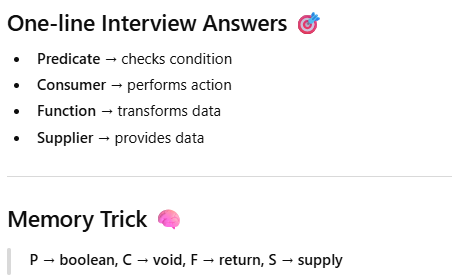 One-line Interview Answers 🎯
• Predicate → checks condition
• Consumer → performs action
• Function → transforms data
• Supplier → provides data
Memory Trick 🧠
P → boolean, C → void, F → return, S → supply